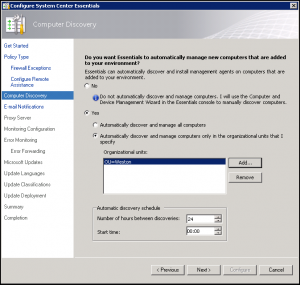 Configure System Center Essentials
Computer Discovery
Get Started
Policy Type
Firewall Exceptions
Configure Remote
Assistance
Computer Discovery
E-mail Notifications
Proxy Server
Monitoring Configuration
Error Monitoring
Error Forwarding
Microsoft Updates
Update Languages
Update Classifications
Update Deployment
Summary
Completion
Do you want Essentials to automatically manage new computers that are added
to your environment?
Essentials can automatically discover and install management agents on computers that are
added to your environment.
No
Do not automatically discover and manage computers. I will use the Computer and
Device Management Wizard in the Essentials console to manually discover computers.
Yes
Automatically discover and manage all computers
Automatically discover and manage computers only in the organizational units that I
specify
Organizational units:
OU=Weston
Add...
Remove
Automatic discovery schedule
Number of hours between discoveries:
24
Start time:
00:00
< Previous
Next >
Configure
Cancel